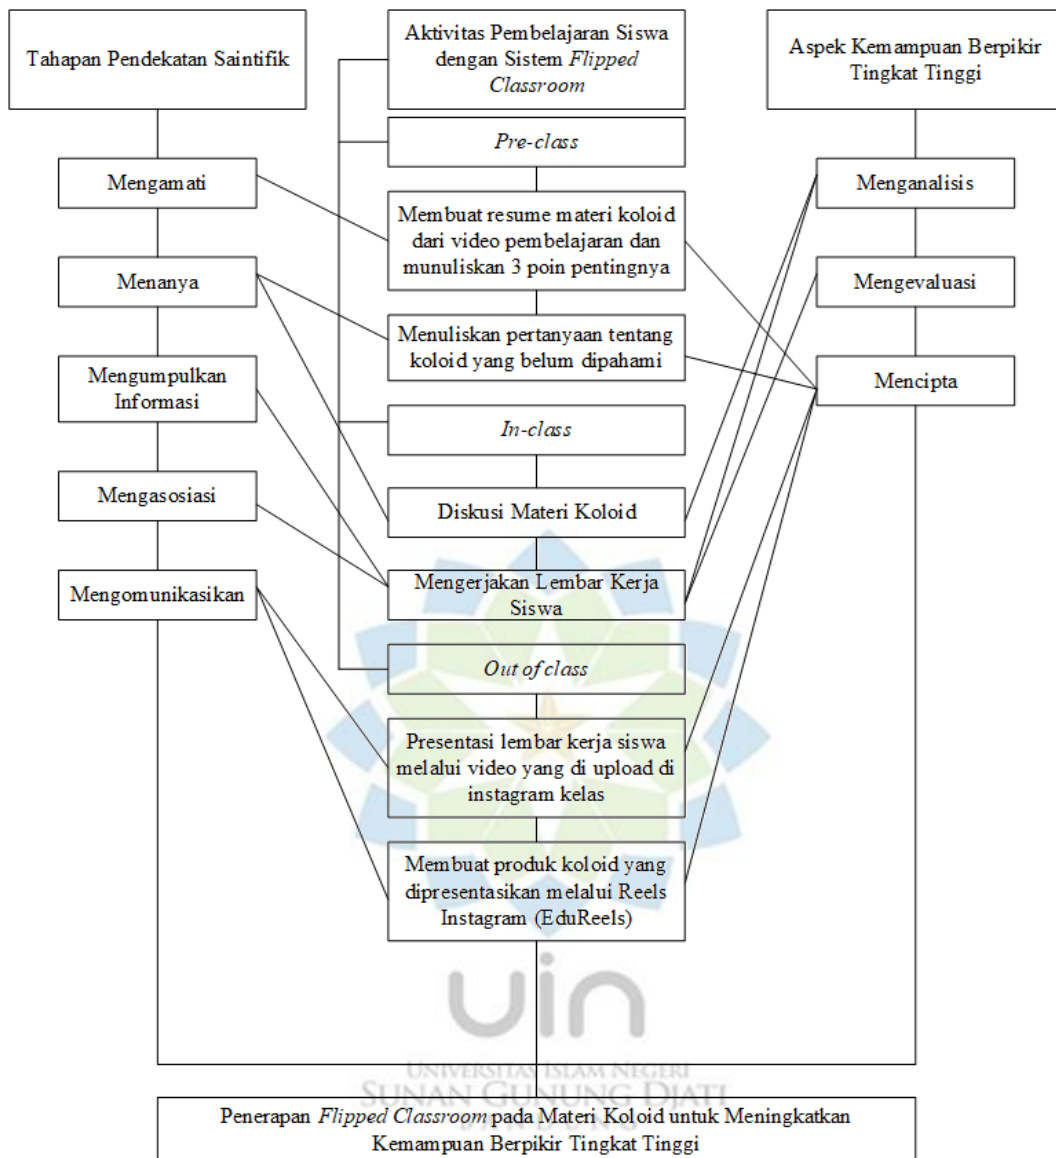 Tahapan Pendekatan Saintifik
Mengamati
Menanya
Mengumpulkan
Informasi
Mengasosiasi
Mengomunikasikan
Aktivitas Pembelajaran Siswa
dengan Sistem Flipped
Classroom
Pre-class
Membuat resume materi koloid
dari video pembelajaran dan
munuliskan 3 poin pentingnya
Menuliskan pertanyaan tentang
koloid yang belum dipahami
In-class
Diskusi Materi Koloid
Mengerjakan Lembar Kerja
Siswa
Out of class
Presentasi lembar kerja siswa
melalui video yang di upload di
instagram kelas
Membuat produk koloid yang
dipresentasikan melalui Reels
Instagram (EduReels)
Aspek Kemampuan Berpikir
Tingkat Tinggi
Menganalisis
Mengevaluasi
Mencipta
uin
UNIVERSITAS ISLAM NEGERI
SUNAN GUNUNG DJATI
BANDUNG
Penerapan Flipped Classroom pada Materi Koloid untuk Meningkatkan
Kemampuan Berpikir Tingkat Tinggi